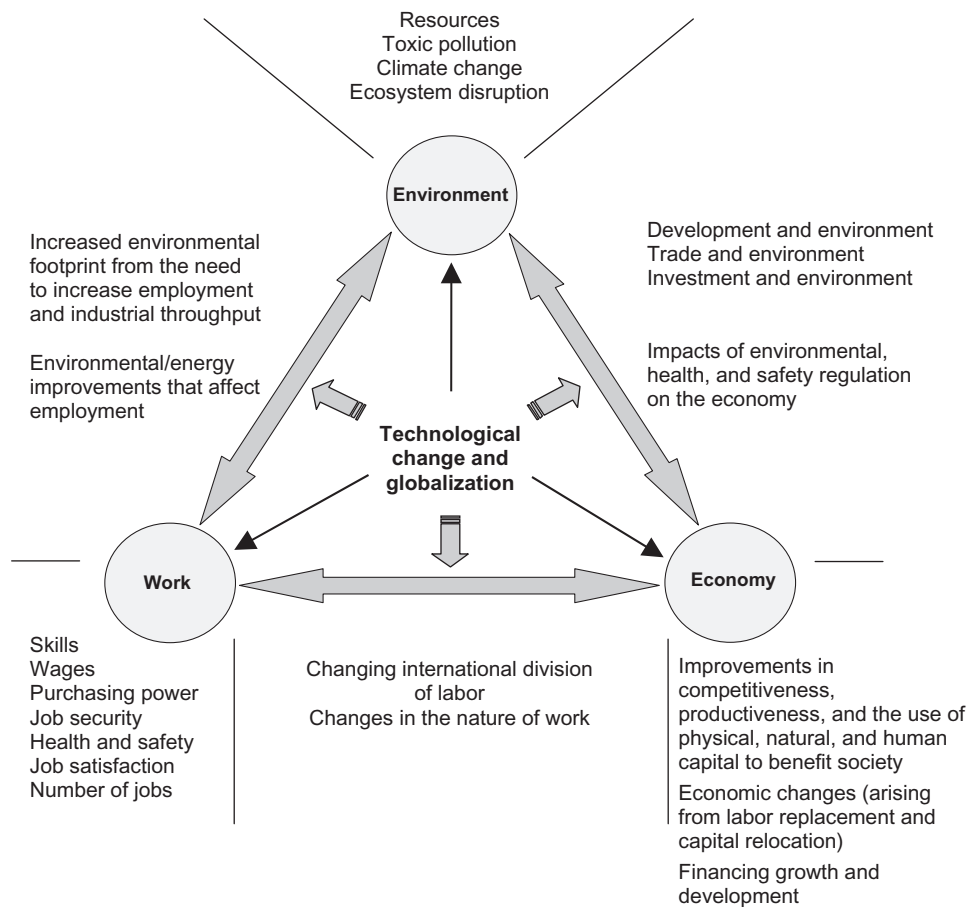 Resources
Toxic pollution
Climate change
Ecosystem disruption
Environment
Increased environmental
footprint from the need
to increase employment
and industrial throughput
Environmental/energy
improvements that affect
employment
Development and environment
Trade and environment
Investment and environment
Impacts of environmental,
health, and safety regulation
on the economy
Technological
change and
globalization
Work
Economy
Skills
Wages
Purchasing power
Job security
Health and safety
Job satisfaction
Number of jobs
Changing international division
of labor
Changes in the nature of work
Improvements in
competitiveness,
productiveness, and the use of
physical, natural, and human
capital to benefit society
Economic changes (arising
from labor replacement and
capital relocation)
Financing growth and
development